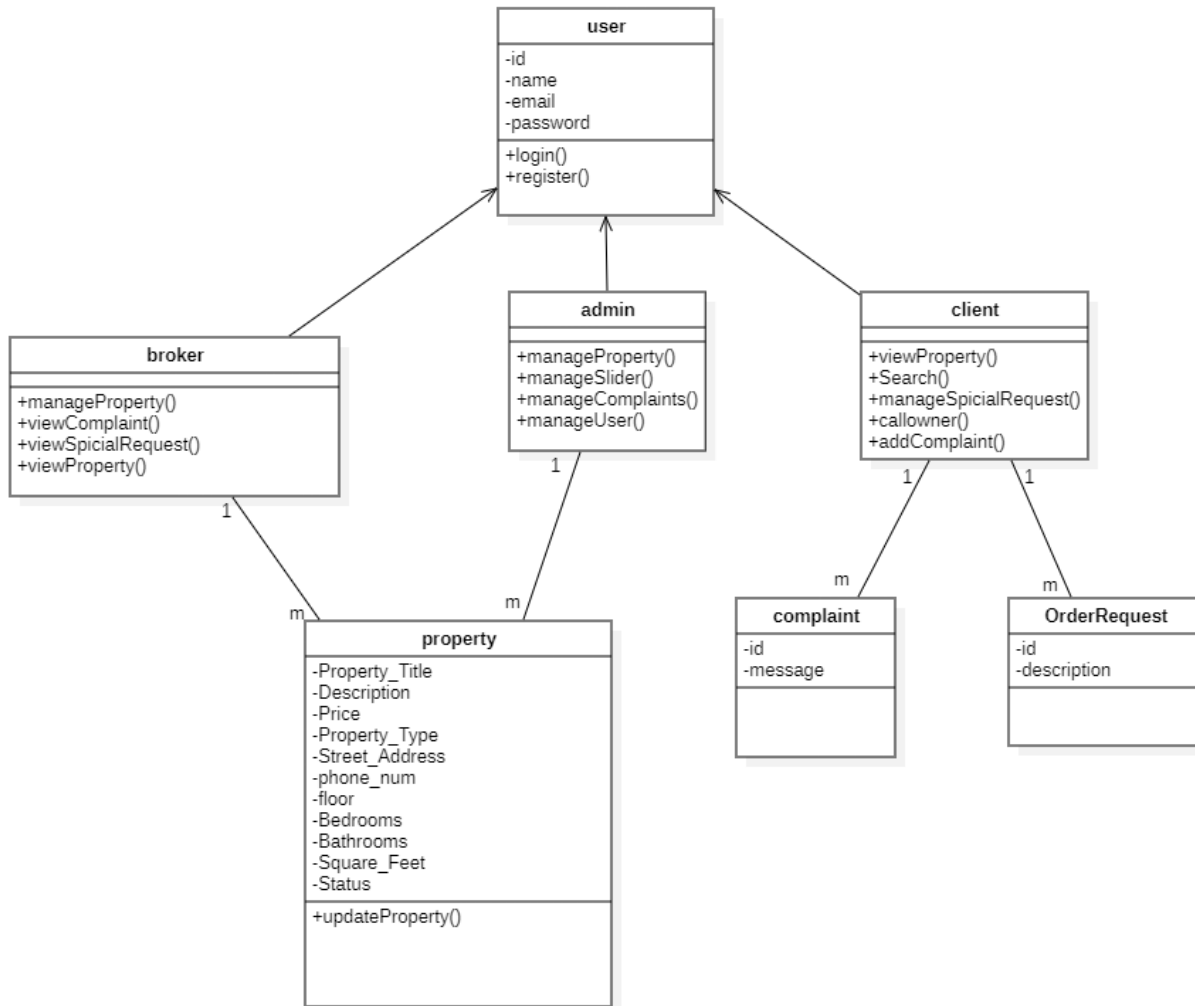 user
-id
-name
-email
-password
+login()
+register()
broker
+manageProperty()
+viewComplaint()
+viewSpicialRequest()
+viewProperty()
1
m
admin
+manageProperty()
+manageSlider()
+manageComplaints()
+manageUser()
1
m
client
+viewProperty()
+Search()
+manageSpicialRequest()
+callowner()
+addComplaint()
1
1
m
m
property
-Property_Title
-Description
-Price
-Property_Type
-Street_Address
-phone_num
-floor
-Bedrooms
-Bathrooms
-Square_Feet
-Status
+updateProperty()
complaint
-id
-message
OrderRequest
-id
-description